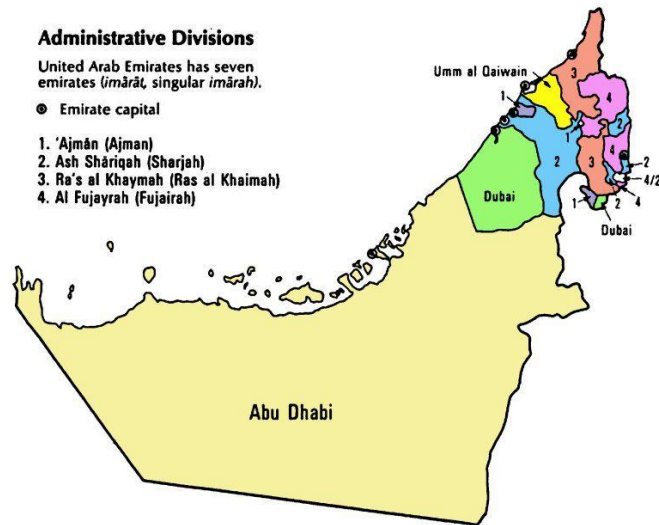 Administrative Divisions
United Arab Emirates has seven
emirates (imārāt, singular imārah).
Emirate capital
1. 'Ajmān (Ajman)
2. Ash Shāriqah (Sharjah)
3. Ra's al Khaymah (Ras al Khaimah)
4. Al Fujayrah (Fujairah)
Umm al Qaiwain
3
4
1
2
1
2
3
4
2
4/2
4
1
2
Dubai
Dubai
Abu Dhabi